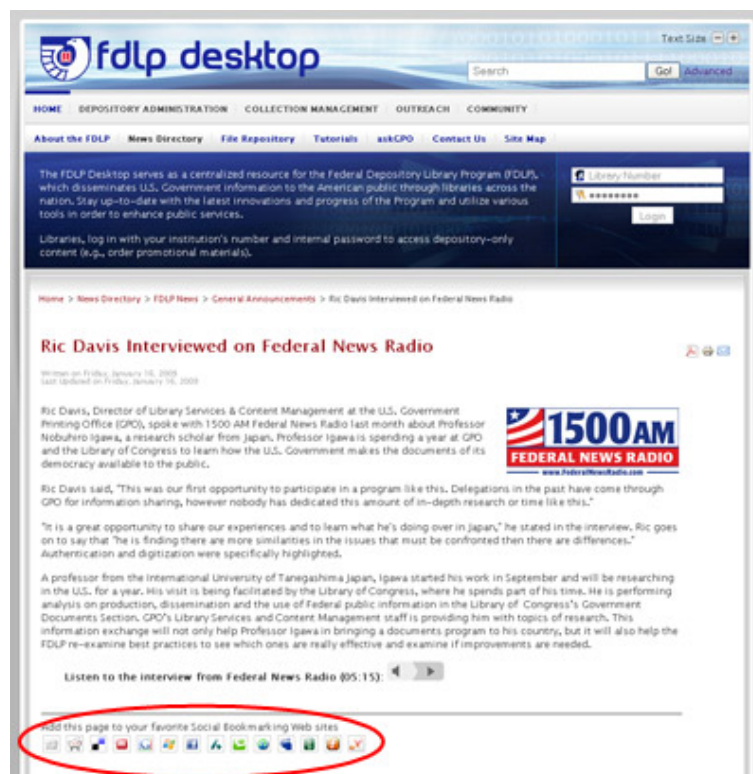 Text Size
fdlp desktop
Search Go! Advanced
HOME DEPOSITORY ADMINISTRATION COLLECTION MANAGEMENT OUTREACH COMMUNITY
About the FDLP News Directory File Repository Tutorials askGPO Contact Us Site Map
The FDLP Desktop serves as a centralized resource for the Federal Depository Library Program (FDLP),
which disseminates U.S. Government information to the American public through libraries across the
nation. Stay up-to-date with the latest innovations and progress of the Program and utilize various
tools in order to enhance public services.
Library Number
Login
Libraries, log in with your institution's number and internal password to access depository-only
content (e.g., order promotional materials).
Home > News Directory > FDLP News > General Announcements > Ric Davis Interviewed on Federal News Radio
Ric Davis Interviewed on Federal News Radio
Written on Friday, January 16, 2009
Last Updated on Friday, January 16, 2009
Ric Davis, Director of Library Services & Content Management at the U.S. Government
Printing Office (GPO), spoke with 1500 AM Federal News Radio last month about Professor
Nobuhiro Igawa, a research scholar from Japan. Professor Igawa is spending a year at GPO
and the Library of Congress to learn how the U.S. Government makes the documents of its
democracy available to the public.
1500 AM
FEDERAL NEWS RADIO
www.FederalNewsRadio.com
Ric Davis said, "This was our first opportunity to participate in a program like this. Delegations in the past have come through
GPO for information sharing, however nobody has dedicated this amount of in-depth research or time like this."
"It is a great opportunity to share our experiences and to learn what he's doing over in Japan," he stated in the interview. Ric goes
on to say that "he is finding there are more similarities in the issues that must be confronted then there are differences."
Authentication and digitization were specifically highlighted.
A professor from the International University of Tanegashima Japan, Igawa started his work in September and will be researching
in the U.S. for a year. His visit is being facilitated by the Library of Congress, where he spends part of his time. He is performing
analysis on production, dissemination and the use of Federal public information in the Library of Congress's Government
Documents Section. GPO's Library Services and Content Management staff is providing him with topics of research. This
information exchange will not only help Professor Igawa in bringing a documents program to his country, but it will also help the
FDLP re-examine best practices to see which ones are really effective and examine if improvements are needed.
Listen to the interview from Federal News Radio (05:15):
Add this page to your favorite Social Bookmarking Web sites